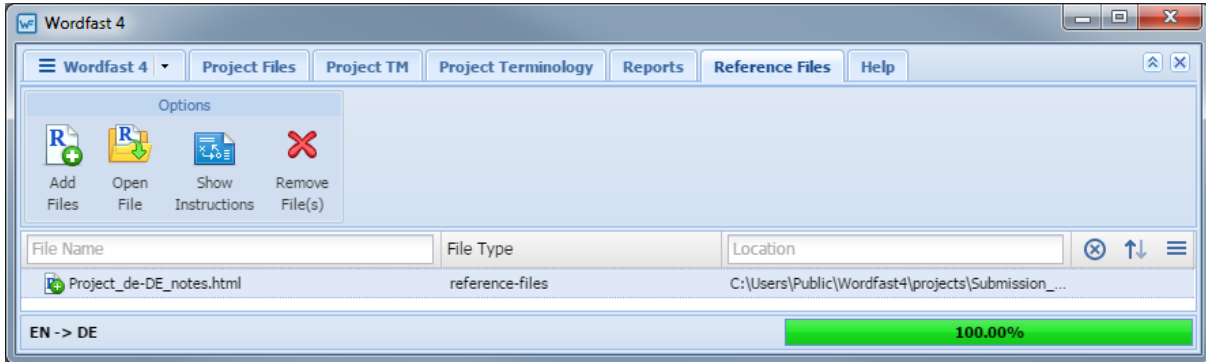 Wordfast 4
Wordfast 4 Project Files Project TM Project Terminology Reports Reference Files Help
Options
Add Files
Open File
Show Instructions
Remove File(s)
File Name File Type Location
Project_de-DE_notes.html reference-files C:\Users\Public\Wordfast4\projects\Submission_...
EN -> DE 100.00%